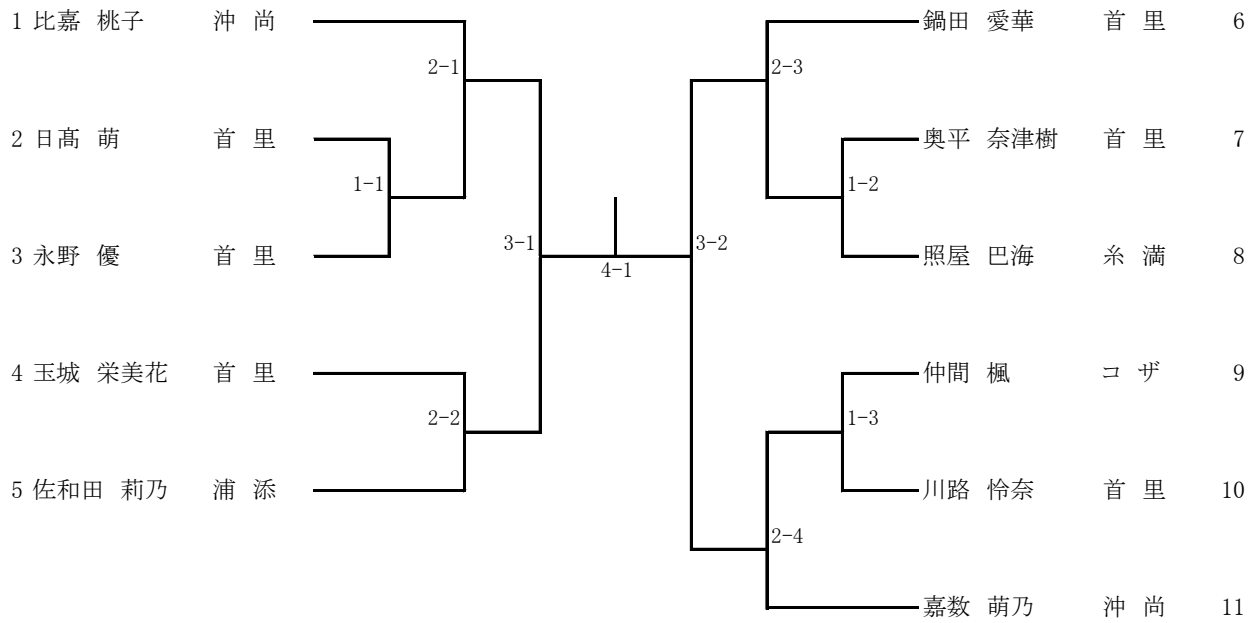 1 比嘉 桃子 沖 尚
2-1
2 日髙 萌 首 里
1-1
3 永野 優 首 里
3-1
4 玉城 栄美花 首 里
2-2
5 佐和田 莉乃 浦 添
4-1
鍋田 愛華 首 里 6
2-3
奥平 奈津樹 首 里 7
1-2
照屋 巴海 糸 満 8
3-2
仲間 楓 コ ザ 9
1-3
川路 怜奈 首 里 10
2-4
嘉数 萌乃 沖 尚 11